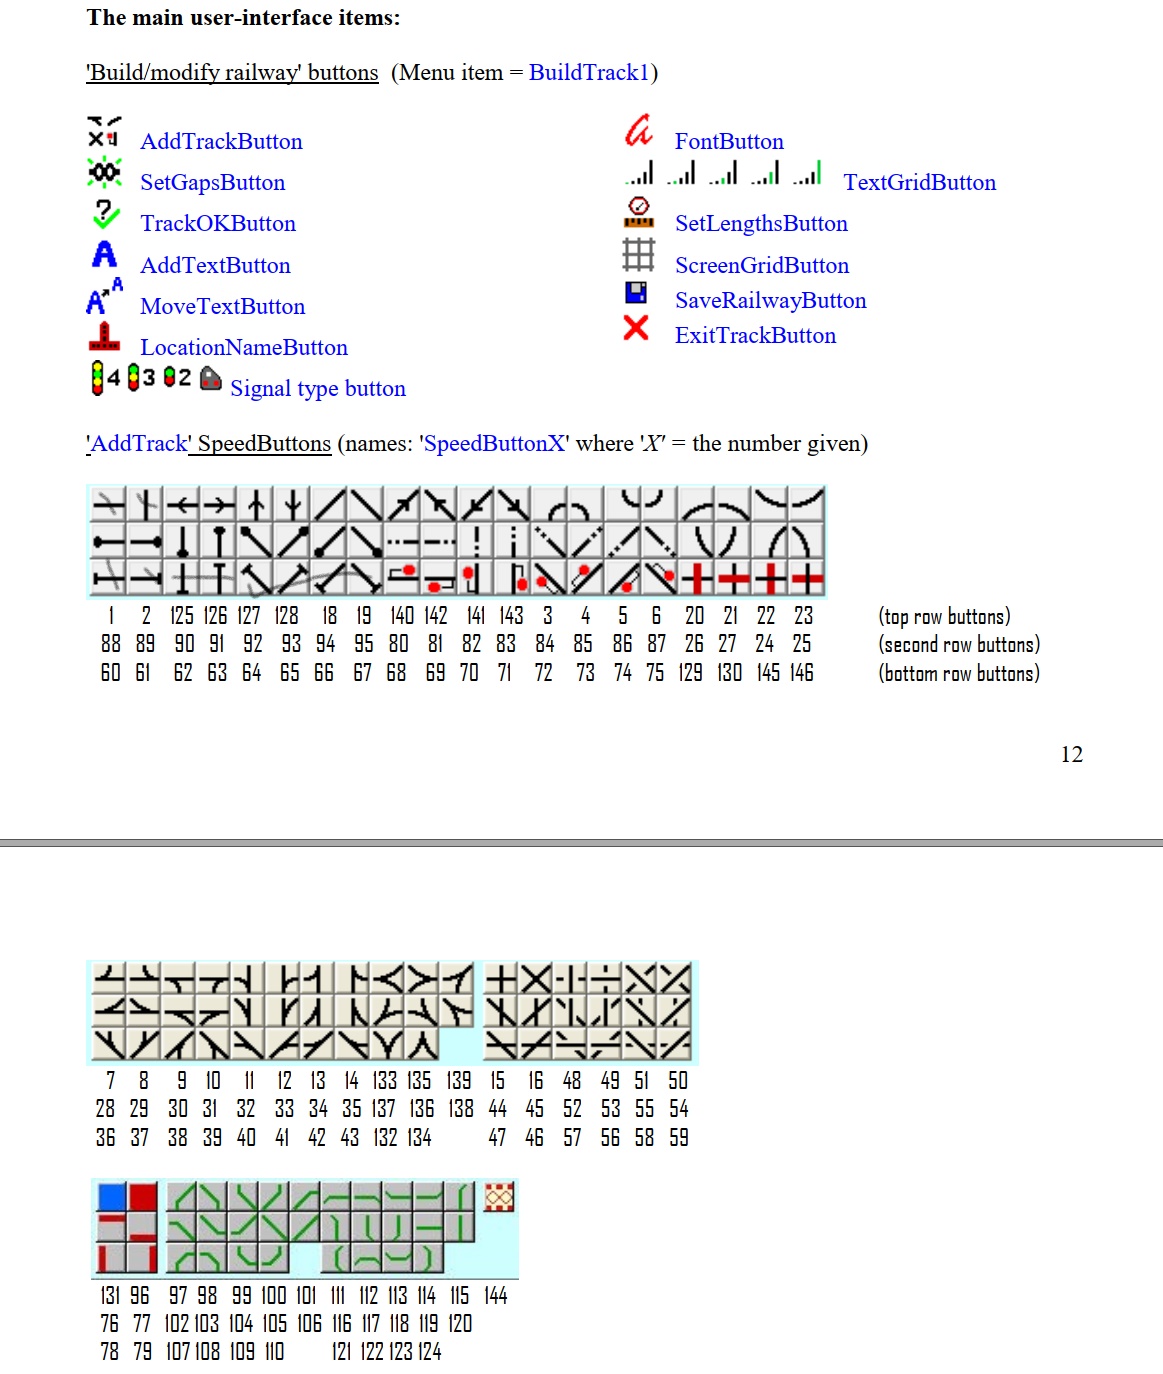 The main user-interface items:
'Build/modify railway' buttons (Menu item = BuildTrack1)
AddTrackButton
SetGapsButton
TrackOKButton
AddTextButton
MoveTextButton
LocationNameButton
4 3 2 Signal type button
FontButton
TextGridButton
SetLengthsButton
ScreenGridButton
SaveRailwayButton
ExitTrackButton
'AddTrack' SpeedButtons (names: 'SpeedButtonX' where 'X' = the number given)
1 2 125 126 127 128 18 19 140 142 141 143 3 4 5 6 20 21 22 23 (top row buttons)
88 89 90 91 92 93 94 95 80 81 82 83 84 85 86 87 26 27 24 25 (second row buttons)
60 61 62 63 64 65 66 67 68 69 70 71 72 73 74 75 129 130 145 146 (bottom row buttons)
12
7 8 9 10 11 12 13 14 133 135 139 15 16 48 49 51 50
28 29 30 31 32 33 34 35 137 136 138 44 45 52 53 55 54
36 37 38 39 40 41 42 43 132 134 47 46 57 56 58 59
131 96 97 98 99 100 101 111 112 113 114 115 144
76 77 102 103 104 105 106 116 117 118 119 120
78 79 107 108 109 110 121 122 123 124